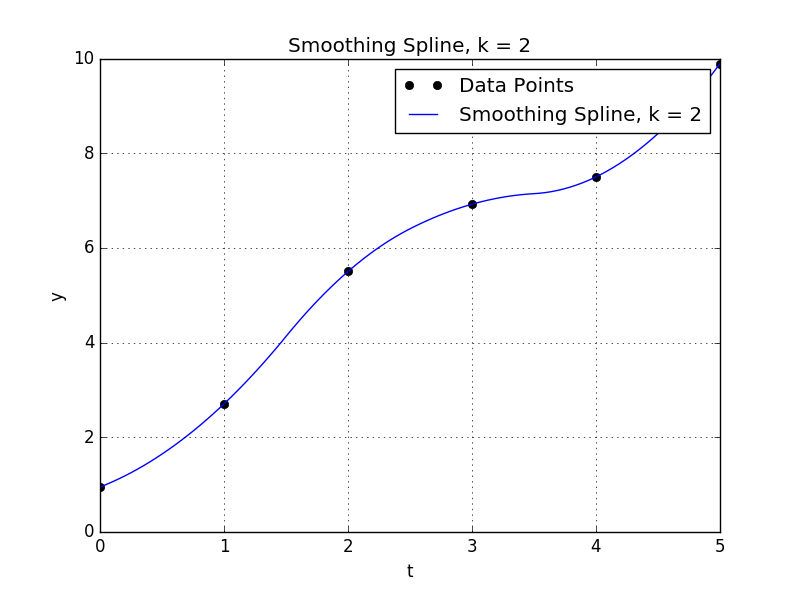 Smoothing Spline, k = 2
10
Data Points
Smoothing Spline, k = 2
8
6
y
4
2
0
0 1 2 3 4 5
t